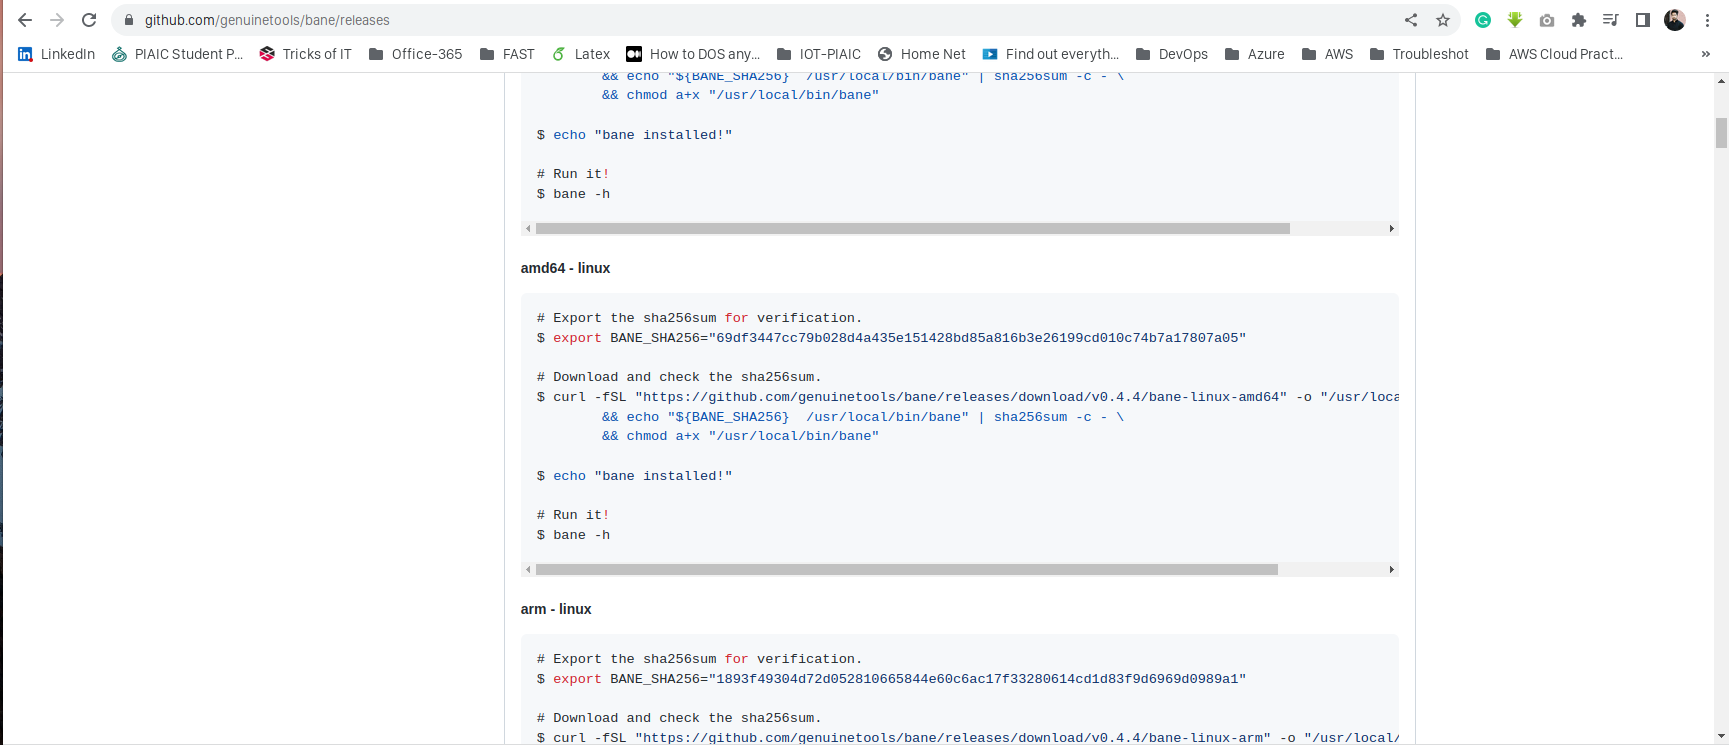 github.com/genuinetools/bane/releases
LinkedIn PIAIC Student P... Tricks of IT Office-365 FAST Latex How to DOS any... IOT-PIAIC Home Net Find out everyth... DevOps Azure AWS Troubleshot AWS Cloud Pract... »
&& echo "${BANE_SHA256}  /usr/local/bin/bane" | sha256sum -c - \
&& chmod a+x "/usr/local/bin/bane"
$ echo "bane installed!"
# Run it!
$ bane -h
amd64 - linux
# Export the sha256sum for verification.
$ export BANE_SHA256="69df3447cc79b028d4a435e151428bd85a816b3e26199cd010c74b7a17807a05"
# Download and check the sha256sum.
$ curl -fSL "https://github.com/genuinetools/bane/releases/download/v0.4.4/bane-linux-amd64" -o "/usr/loca
&& echo "${BANE_SHA256}  /usr/local/bin/bane" | sha256sum -c - \
&& chmod a+x "/usr/local/bin/bane"
$ echo "bane installed!"
# Run it!
$ bane -h
arm - linux
# Export the sha256sum for verification.
$ export BANE_SHA256="1893f49304d72d052810665844e60c6ac17f33280614cd1d83f9d6969d0989a1"
# Download and check the sha256sum.
$ curl -fSL "https://github.com/genuinetools/bane/releases/download/v0.4.4/bane-linux-arm" -o "/usr/local/